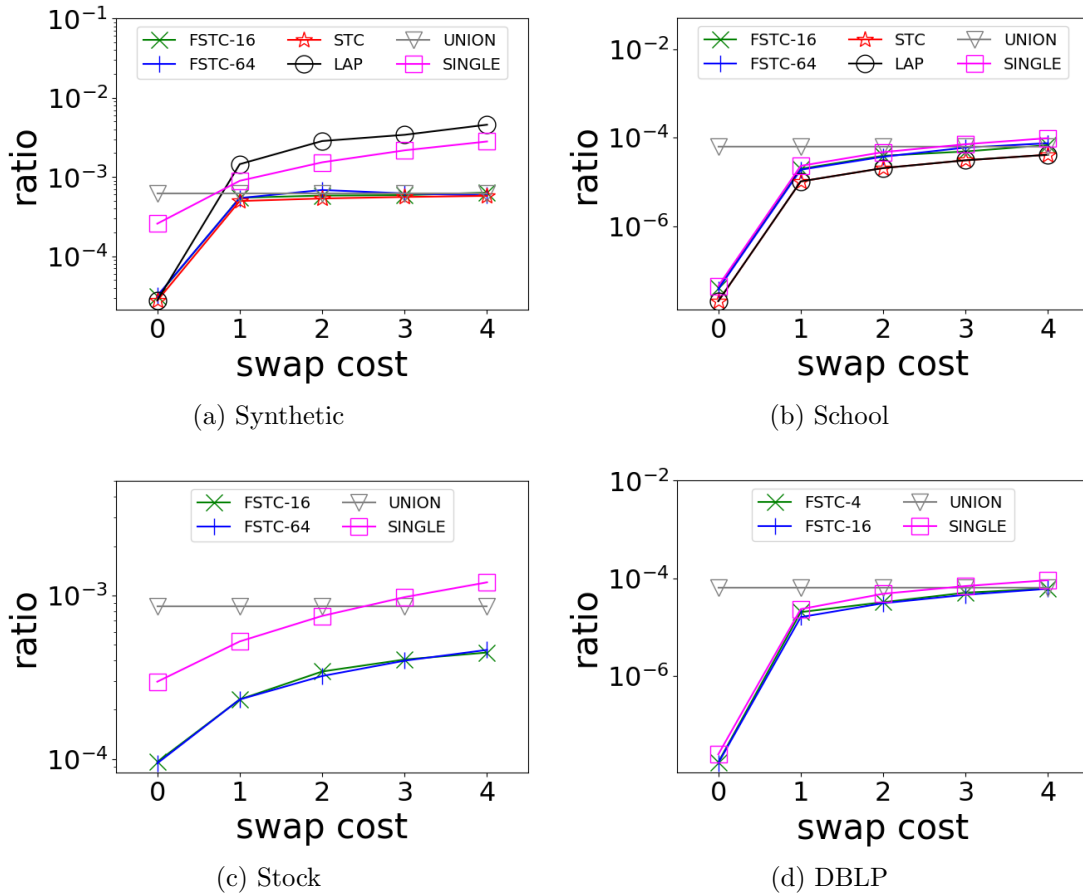 10^{-1}
FSTC-16 STC UNION
FSTC-64 LAP SINGLE
10^{-2}
10^{-3}
10^{-4}
ratio
0 1 2 3 4
swap cost
(a) Synthetic
FSTC-16 STC UNION
FSTC-64 LAP SINGLE
10^{-2}
10^{-4}
10^{-6}
ratio
0 1 2 3 4
swap cost
(b) School
FSTC-16 UNION
FSTC-64 SINGLE
10^{-3}
10^{-4}
ratio
0 1 2 3 4
swap cost
(c) Stock
10^{-2}
FSTC-4 UNION
FSTC-16 SINGLE
10^{-4}
10^{-6}
ratio
0 1 2 3 4
swap cost
(d) DBLP